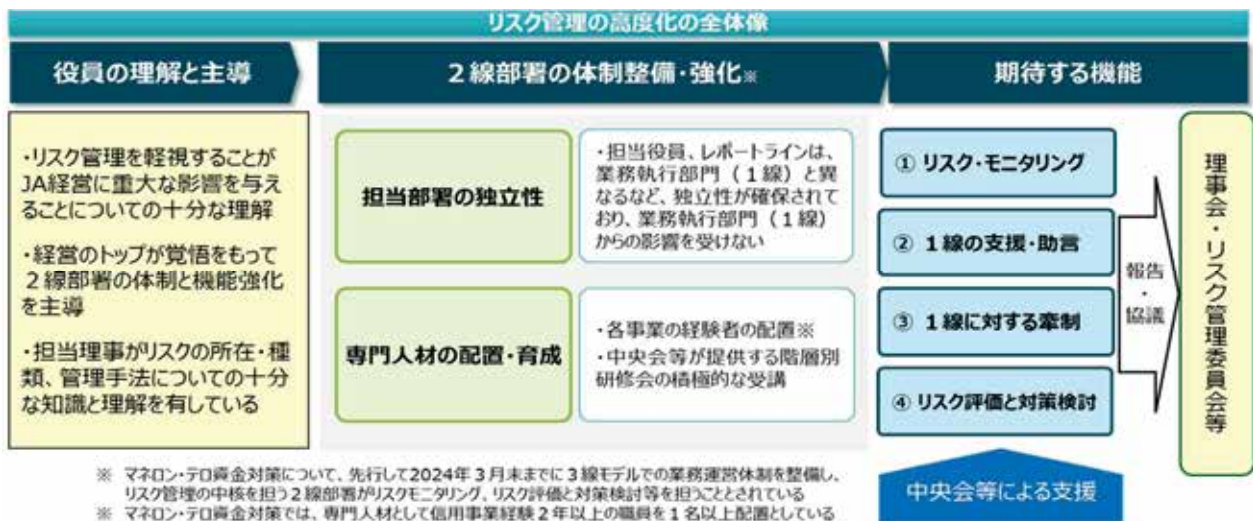 リスク管理の高度化の全体像
役員の理解と主導
２線部署の体制整備・強化※
期待する機能
・リスク管理を軽視することが
JA経営に重大な影響を与え
ることについての十分な理解
・経営のトップが覚悟をもって
２線部署の体制と機能強化
を主導
・担当理事がリスクの所在・種
類、管理手法についての十分
な知識と理解を有している
担当部署の独立性
・担当役員、レポートラインは、
業務執行部門（１線）と異
なるなど、独立性が確保されて
おり、業務執行部門（１線）
からの影響を受けない
専門人材の配置・育成
・各事業の経験者の配置※
・中央会等が提供する階層別
研修会の積極的な受講
① リスク・モニタリング
② １線の支援・助言
③ １線に対する牽制
④ リスク評価と対策検討
報告
・
協議
理事会・リスク管理委員会等
中央会等による支援
※ マネロン・テロ資金対策について、先行して2024年３月末までに３線モデルでの業務運営体制を整備し、
リスク管理の中核を担う２線部署がリスクモニタリング、リスク評価と対策検討等を担うこととされている
※ マネロン・テロ資金対策では、専門人材として信用事業経験２年以上の職員を１名以上配置としている